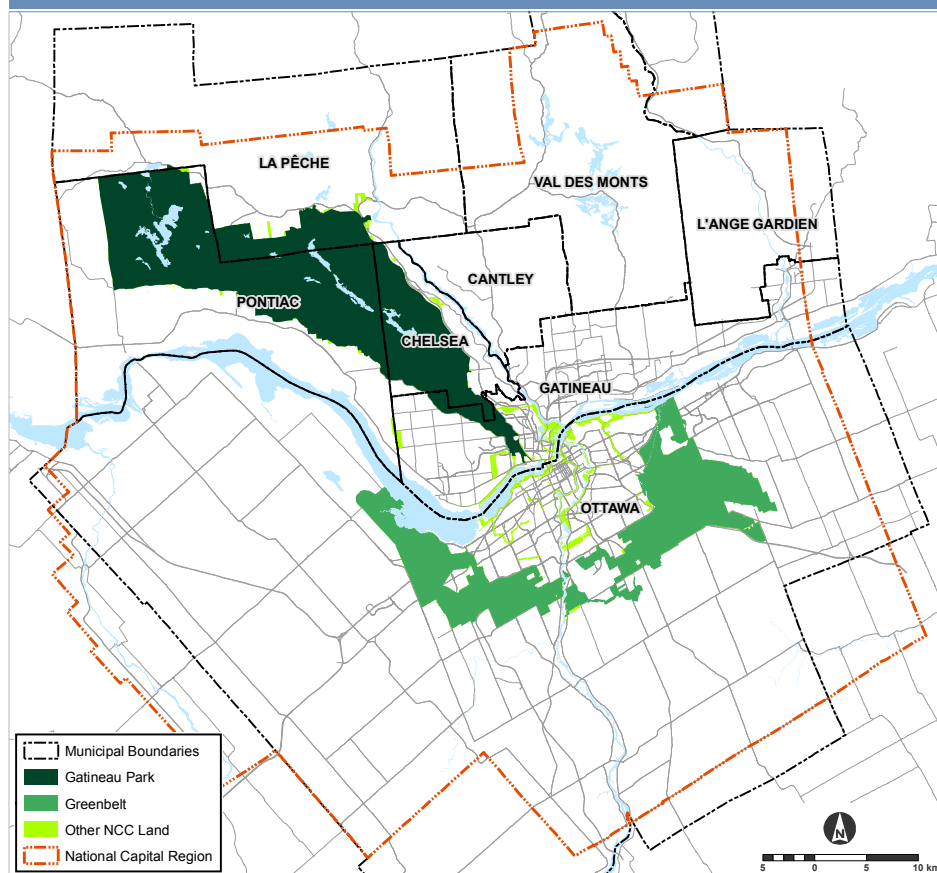 LA PÊCHE
VAL DES MONTS
L'ANGE GARDIEN
CANTLEY
PONTIAC
CHELSEA
GATINEAU
OTTAWA
Municipal Boundaries
Gatineau Park
Greenbelt
Other NCC Land
National Capital Region
N
5 0 5 10 km